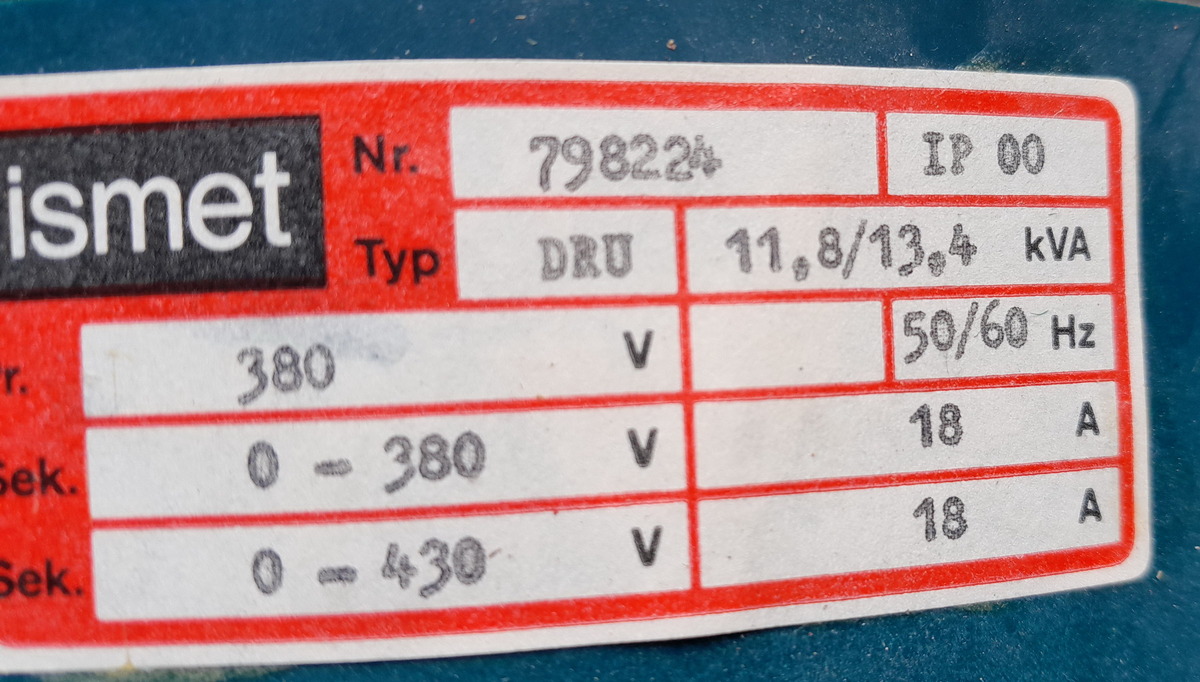 ismet Nr. 798224 IP 00
Typ DRU 11,8/13,4 kVA
r. 380 V 50/60 Hz
Sek. 0 - 380 V 18 A
Sek. 0 - 430 V 18 A